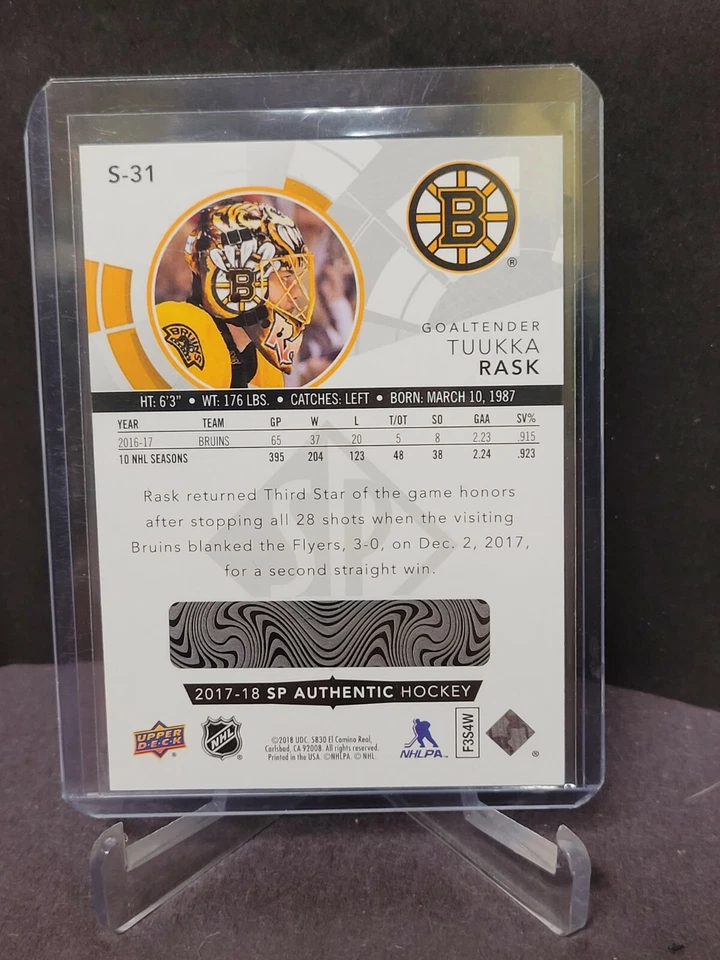 S-31
B
®
B
BRUINS
GOALTENDER
TUUKKA
RASK
HT: 6'3" • WT: 176 LBS. • CATCHES: LEFT • BORN: MARCH 10, 1987
YEAR TEAM GP W L T/OT SO GAA SV%
2016-17 BRUINS 65 37 20 5 8 2.23 .915
10 NHL SEASONS 395 204 123 48 38 2.24 .923
SP
Rask returned Third Star of the game honors
after stopping all 28 shots when the visiting
Bruins blanked the Flyers, 3-0, on Dec. 2, 2017,
for a second straight win.
2017-18 SP AUTHENTIC HOCKEY
UPPER
DECK
NHL
©2018 UDC. 5830 El Camino Real,
Carlsbad, CA 92008. All rights reserved.
Printed in the USA. ©NHLPA. © NHL.
NHLPA
F3S4W
®